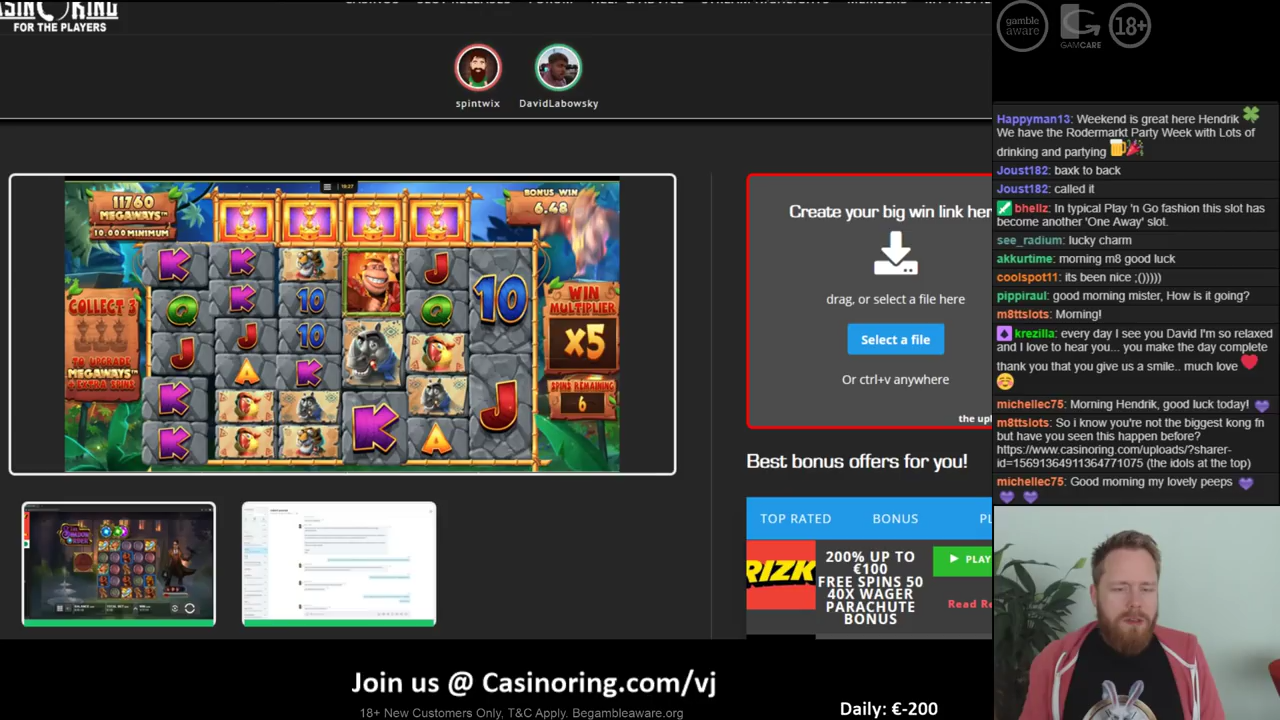 FOR THE PLAYERS
spintwix
DavidLabowsky
11760
MEGAWAYS™
10,000 MINIMUM
BONUS WIN
6.48
COLLECT 3
TO UPGRADE
MEGAWAYS™
+ EXTRA SPINS
WIN
MULTIPLIER
X5
SPINS REMAINING
6
K K J 10
Q K 10 Q
J J 10
A K
K J
K K A
Create your big win link her
drag, or select a file here
Select a file
Or ctrl+v anywhere
the upl
Best bonus offers for you!
TOP RATED BONUS PL
RIZK
200% UP TO
€100
FREE SPINS 50
40X WAGER
PARACHUTE
BONUS
PLAY
Read Re
gamble
aware
GAMCARE
18+
Happyman13: Weekend is great here Hendrik
We have the Rodermarkt Party Week with Lots of
drinking and partying
Joust182: baxk to back
Joust182: called it
bhellz: In typical Play 'n Go fashion this slot has
become another 'One Away' slot.
see_radium: lucky charm
akkurtime: morning m8 good luck
coolspot11: its been nice ;()))))
pippiraul: good morning mister, How is it going?
m8ttslots: Morning!
krezilla: every day I see you David I'm so relaxed
and I love to hear you... you make the day complete
thank you that you give us a smile.. much love
michellec75: Morning Hendrik, good luck today!
m8ttslots: So i know you're not the biggest kong fn
but have you seen this happen before?
https://www.casinoring.com/uploads/?sharer-
id=1569136491136477107​5 (the idols at the top)
michellec75: Good morning my lovely peeps
Join us @ Casinoring.com/vj
18+ New Customers Only, T&C Apply. Begambleaware.org
Daily: €-200